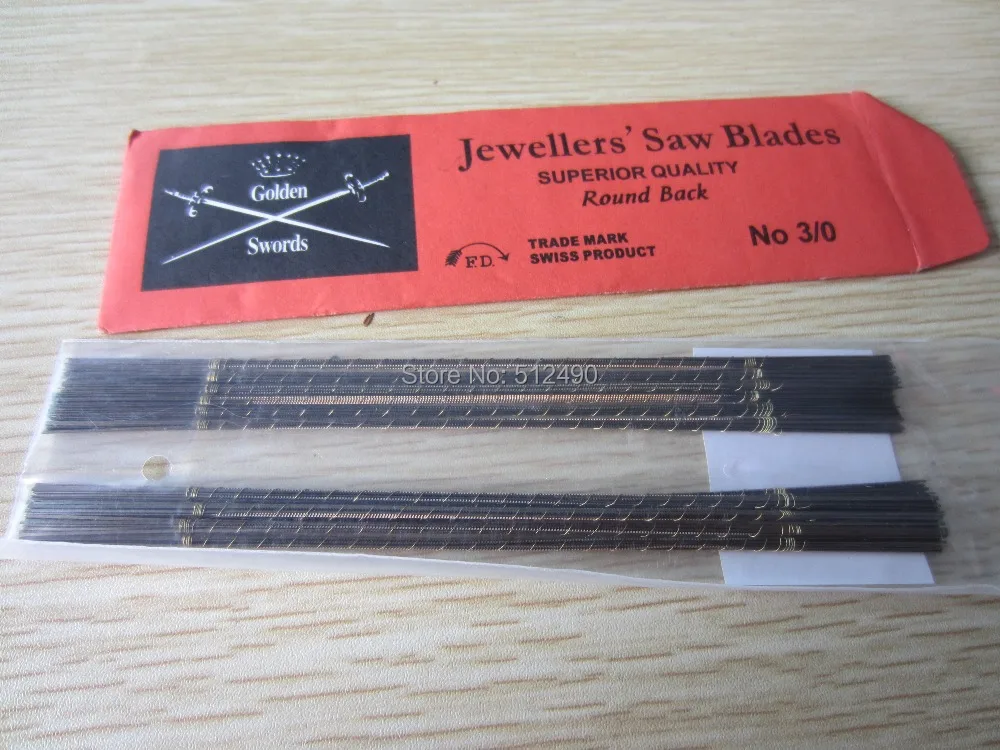 Golden
Swords
Jewellers' Saw Blades
SUPERIOR QUALITY
Round Back
F.D.
TRADE MARK
SWISS PRODUCT
No 3/0
Store No: 512490